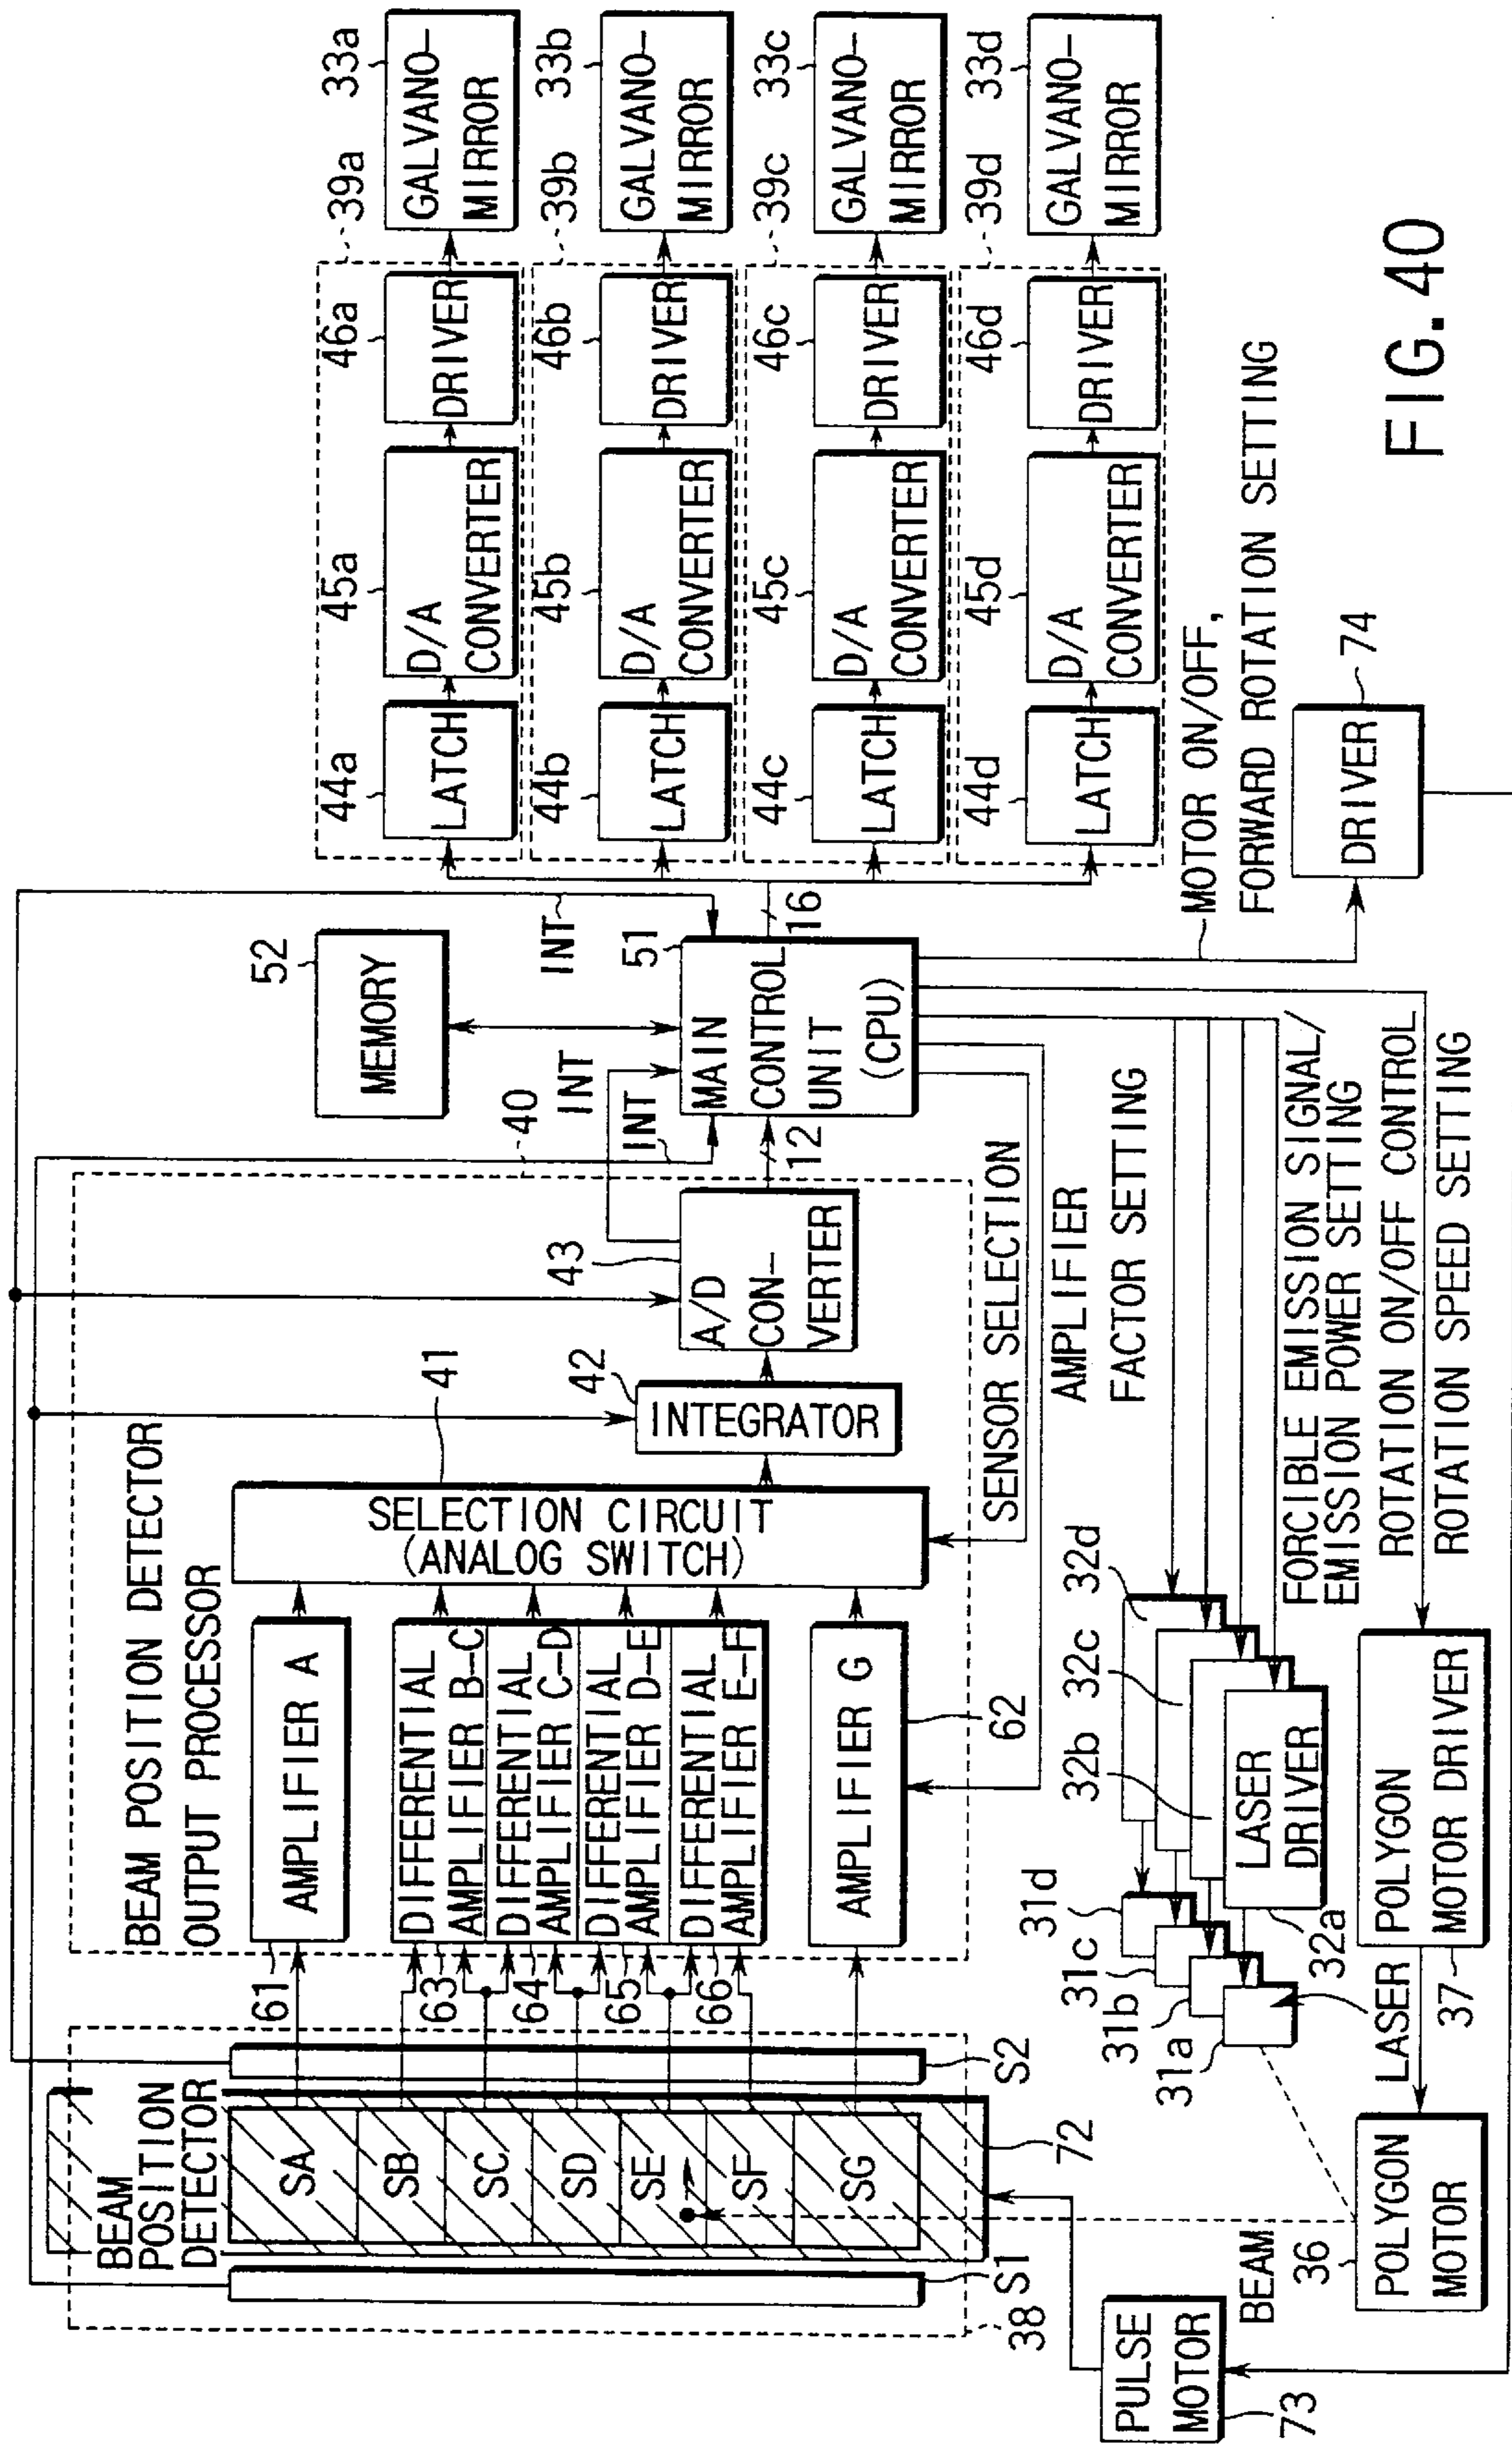 BEAM
POSITION
DETECTOR
SA
SB
SC
SD
SE
SF
SG
S1
S2
38
72
PULSE
MOTOR
73
BEAM
36
POLYGON
MOTOR
BEAM POSITION DETECTOR
OUTPUT PROCESSOR
61
AMPLIFIER A
63
DIFFERENTIAL
AMPLIFIER B-C
64
DIFFERENTIAL
AMPLIFIER C-D
65
DIFFERENTIAL
AMPLIFIER D-E
66
DIFFERENTIAL
AMPLIFIER E-F
AMPLIFIER G
62
SELECTION CIRCUIT
(ANALOG SWITCH)
41
42
INTEGRATOR
43
A/D
CON-
VERTER
40
12
INT
INT
INT
52
MEMORY
51
MAIN
CONTROL
UNIT
(CPU)
16
SENSOR SELECTION
AMPLIFIER
FACTOR SETTING
FORCIBLE EMISSION SIGNAL/
EMISSION POWER SETTING
ROTATION ON/OFF CONTROL
ROTATION SPEED SETTING
LASER
31a
31b
31c
31d
LASER
DRIVER
32a
32b
32c
32d
POLYGON
MOTOR DRIVER
37
MOTOR ON/OFF,
FORWARD ROTATION SETTING
DRIVER
74
44a
LATCH
45a
D/A
CONVERTER
46a
DRIVER
39a
33a
GALVANO-
MIRROR
44b
LATCH
45b
D/A
CONVERTER
46b
DRIVER
39b
33b
GALVANO-
MIRROR
44c
LATCH
45c
D/A
CONVERTER
46c
DRIVER
39c
33c
GALVANO-
MIRROR
44d
LATCH
45d
D/A
CONVERTER
46d
DRIVER
39d
33d
GALVANO-
MIRROR
FIG. 40